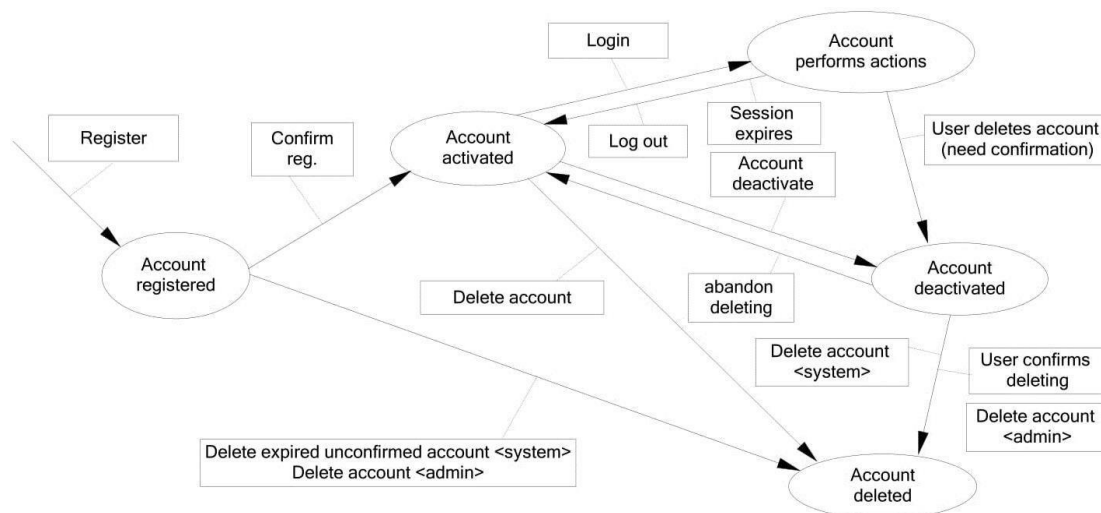 Login
Account
performs actions
Register
Confirm
reg.
Account
activated
Log out
Session
expires
User deletes account
(need confirmation)
Account
deactivate
Account
registered
Delete account
abandon
deleting
Account
deactivated
Delete account
<system>
User confirms
deleting
Delete account
<admin>
Delete expired unconfirmed account <system>
Delete account <admin>
Account
deleted